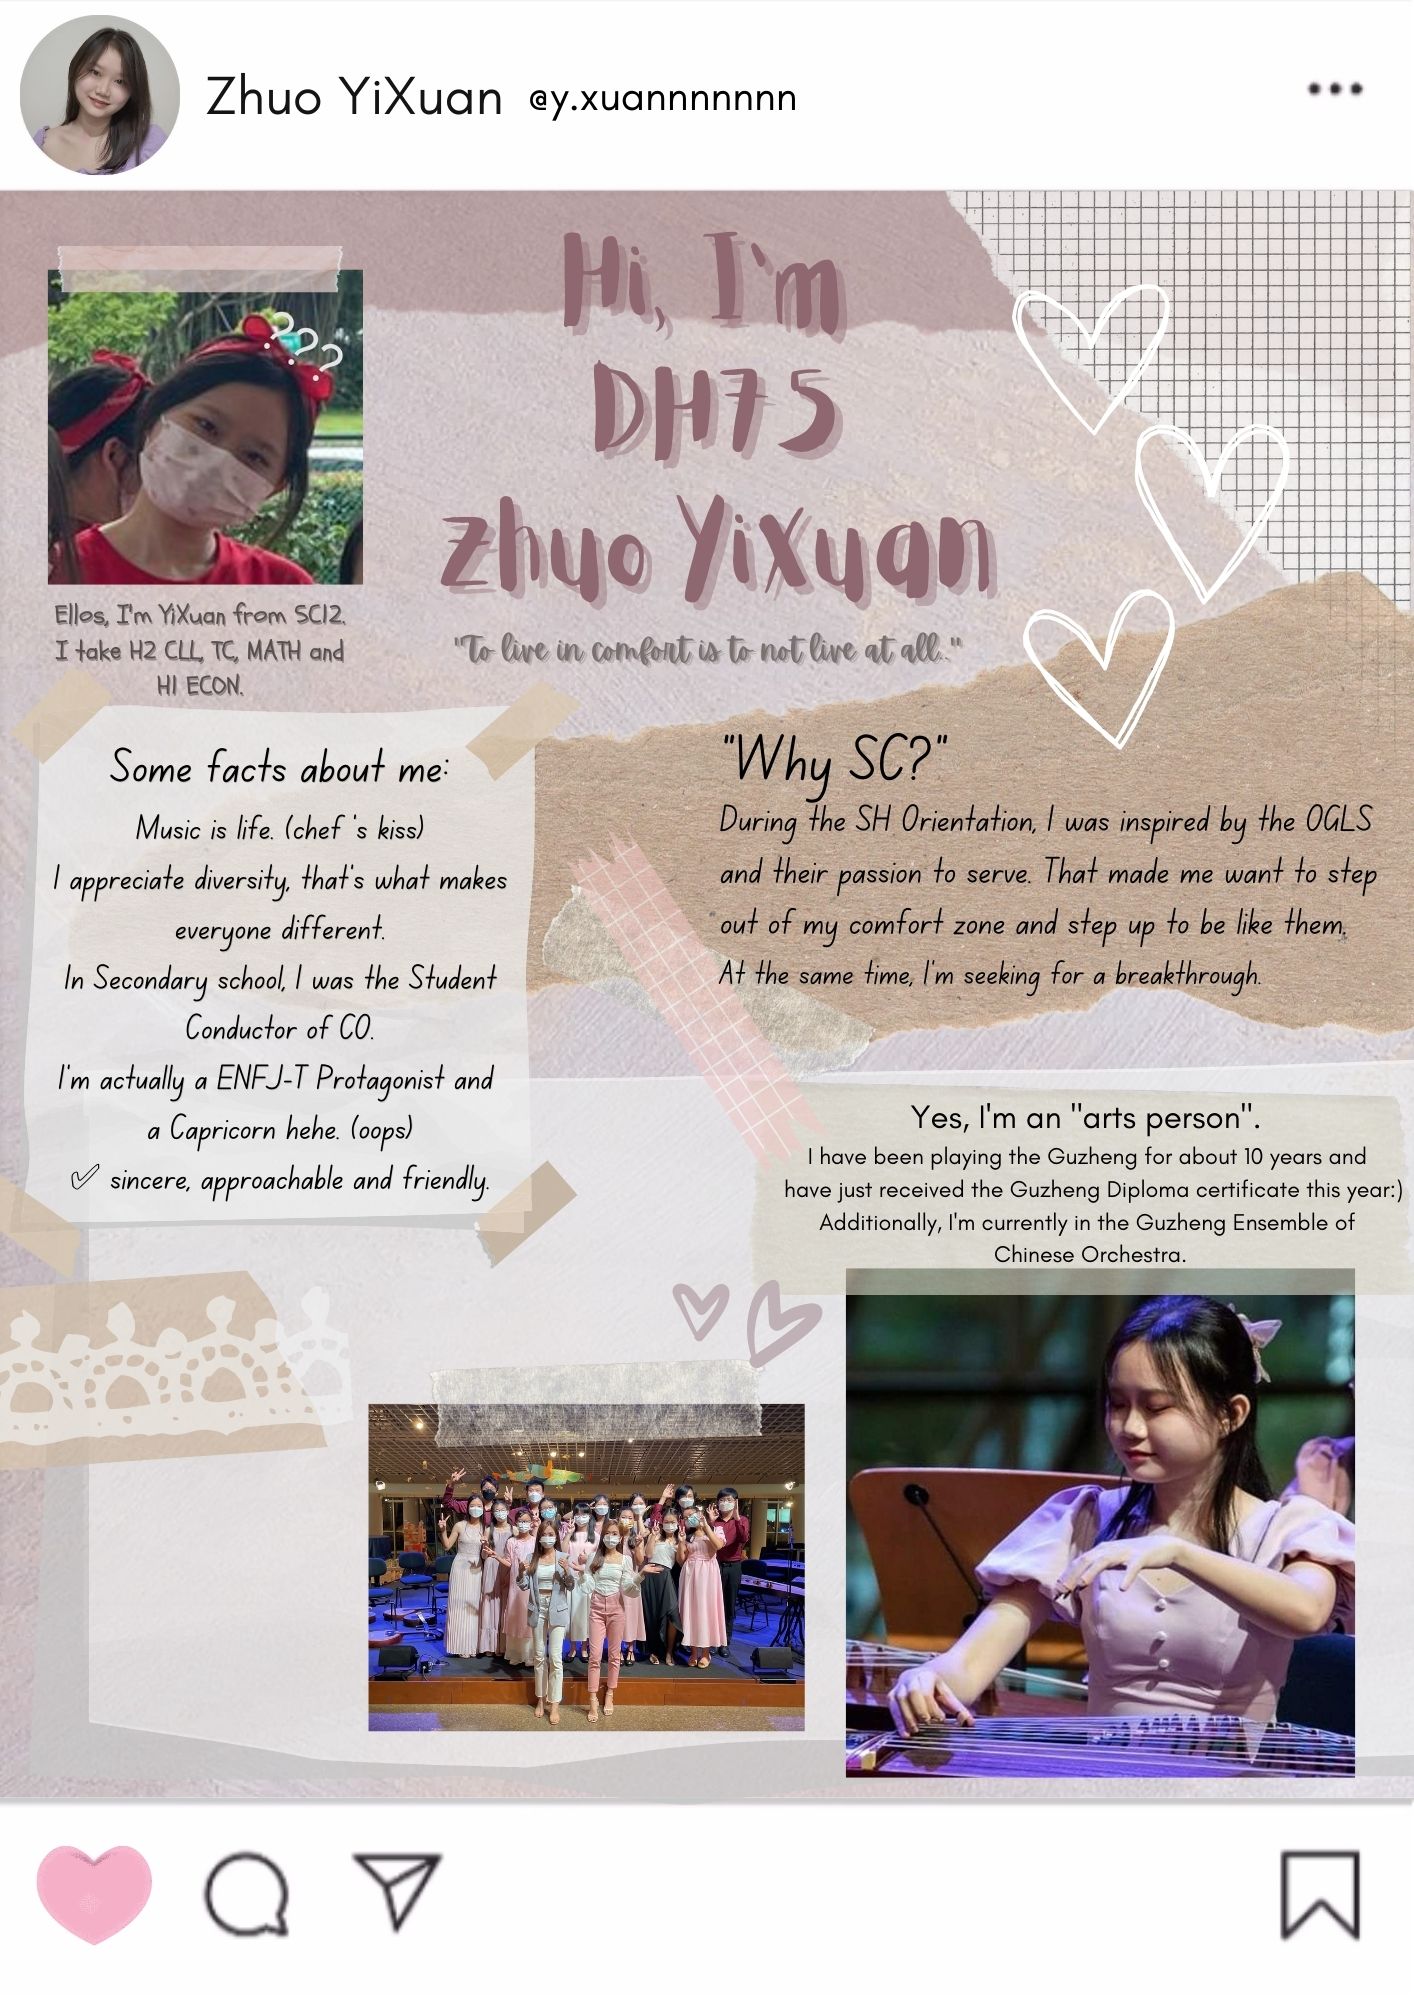 Zhuo YiXuan @y.xuannnnnnn
Hi, I'm
DH75
Zhuo YiXuan
"To live in comfort is to not live at all.."
???
Ellos, I'm YiXuan from SC12.
I take H2 CLL, TC, MATH and
H1 ECON.
Some facts about me:
Music is life. (chef 's kiss)
I appreciate diversity, that's what makes
everyone different.
In Secondary school, I was the Student
Conductor of CO.
I'm actually a ENFJ-T Protagonist and
a Capricorn hehe. (oops)
✅ sincere, approachable and friendly.
"Why SC?"
During the SH Orientation, I was inspired by the OGLS
and their passion to serve. That made me want to step
out of my comfort zone and step up to be like them,
At the same time, I'm seeking for a breakthrough.
Yes, I'm an "arts person".
I have been playing the Guzheng for about 10 years and
have just received the Guzheng Diploma certificate this year:)
Additionally, I'm currently in the Guzheng Ensemble of
Chinese Orchestra.